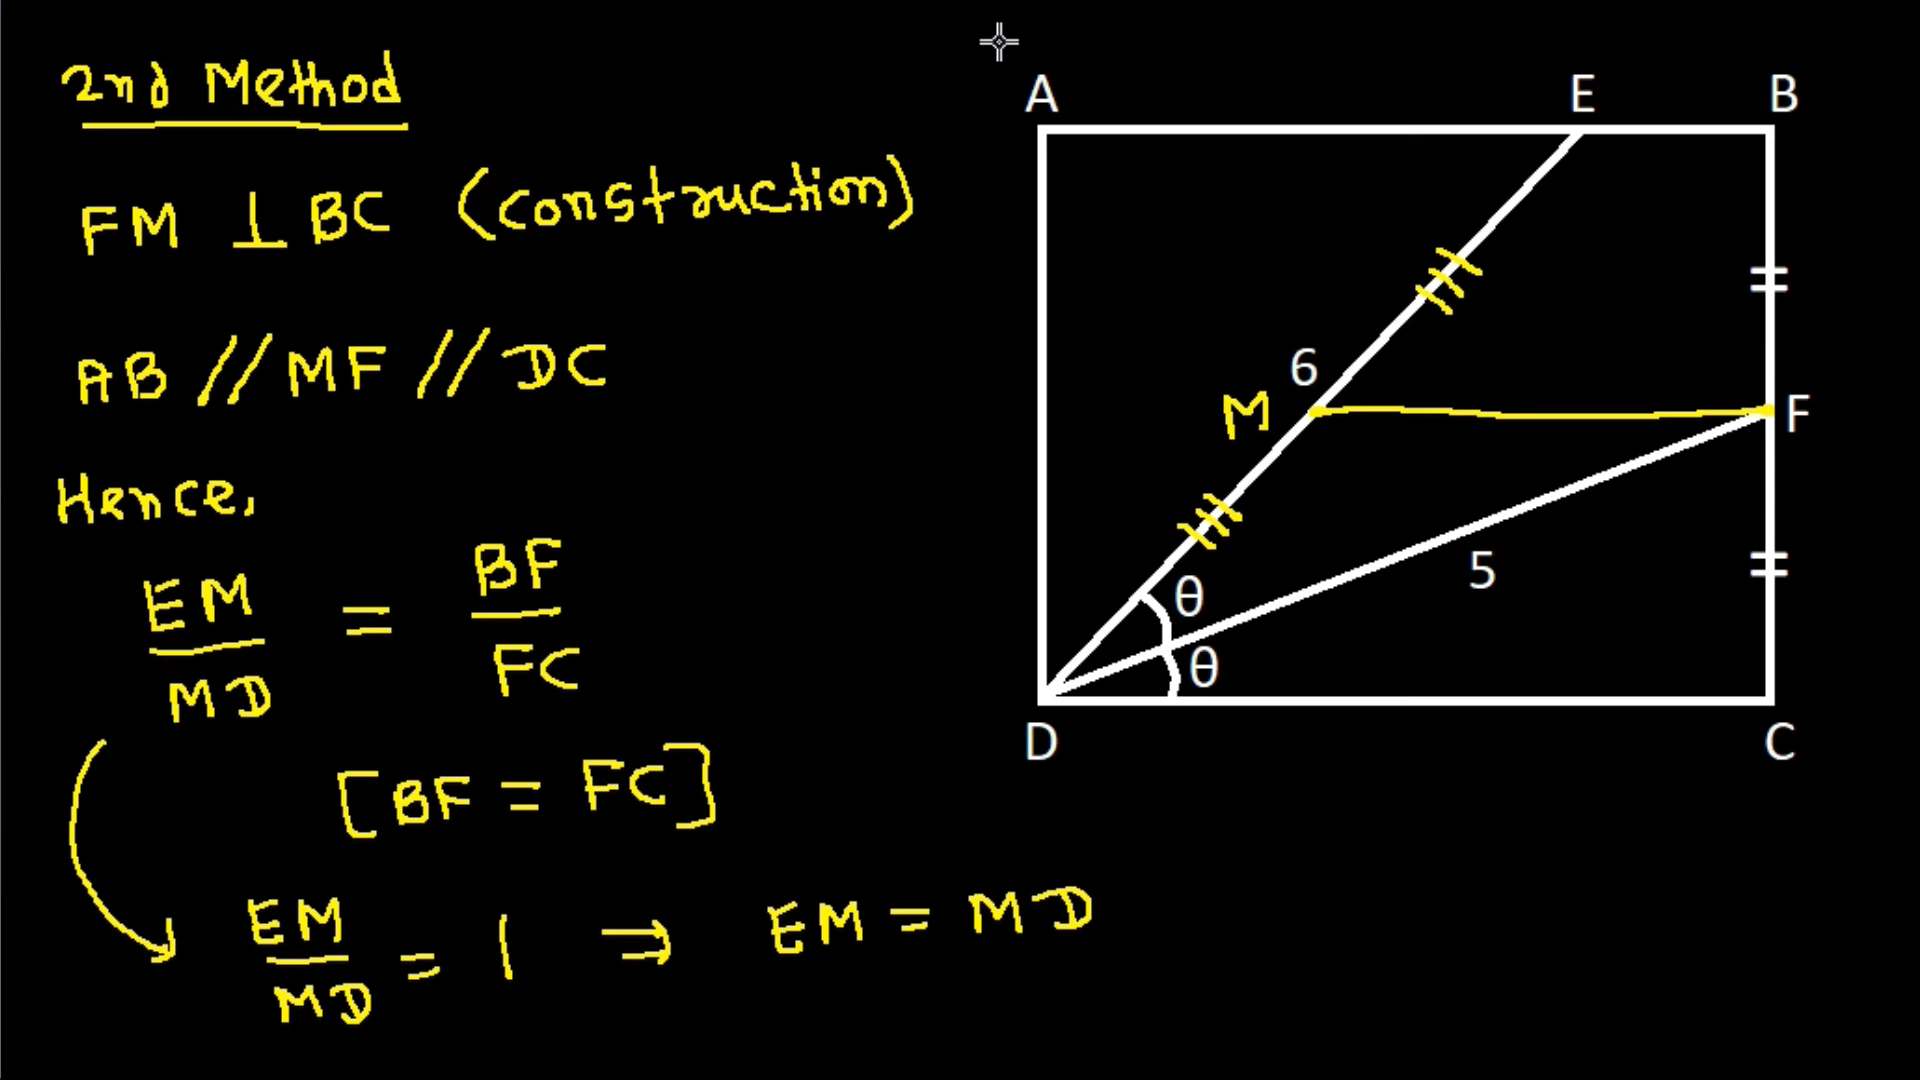 2nd Method
FM ⊥ BC (construction)
AB // MF // DC
Hence,
EM/MD = BF/FC
[BF = FC]
EM/MD = 1 ⇒ EM = MD
A E B
6
M F
5
θ
θ
D C